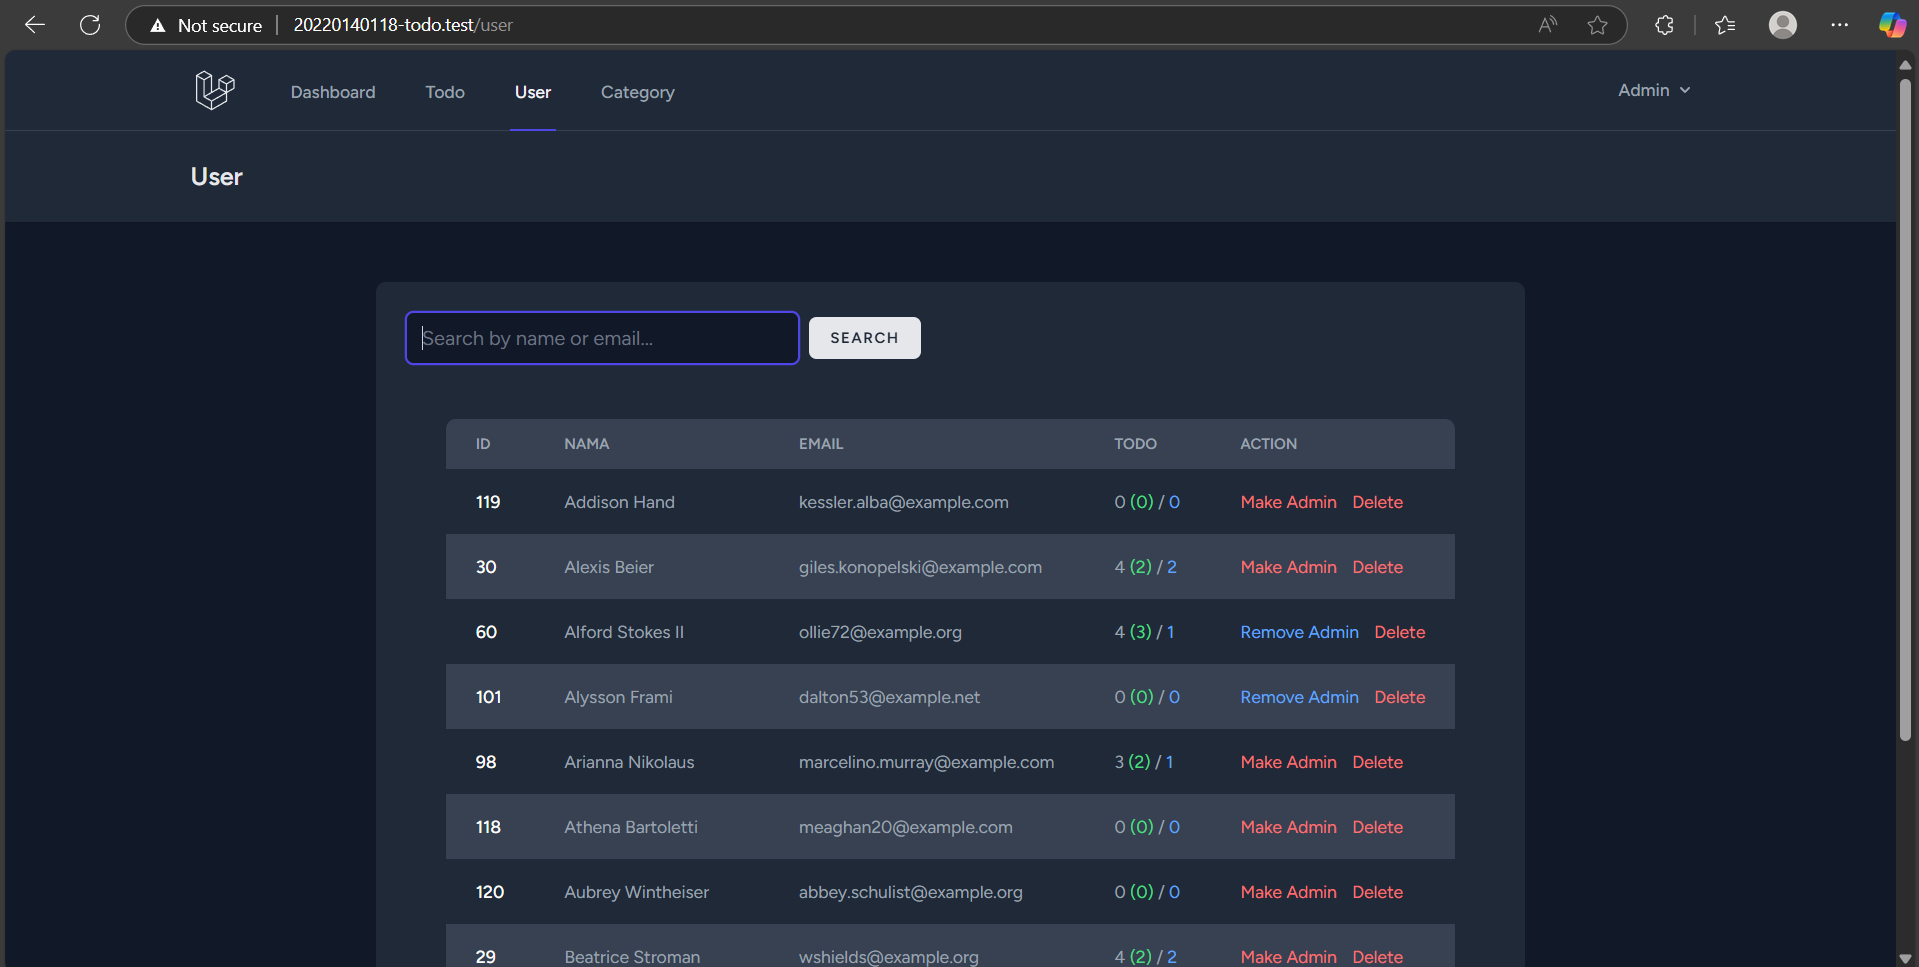 Not secure 20220140118-todo.test/user
Dashboard Todo User Category Admin
User
Search by name or email... SEARCH
ID NAMA EMAIL TODO ACTION
119 Addison Hand kessler.alba@example.com 0 (0) / 0 Make Admin Delete
30 Alexis Beier giles.konopelski@example.com 4 (2) / 2 Make Admin Delete
60 Alford Stokes II ollie72@example.org 4 (3) / 1 Remove Admin Delete
101 Alysson Frami dalton53@example.net 0 (0) / 0 Remove Admin Delete
98 Arianna Nikolaus marcelino.murray@example.com 3 (2) / 1 Make Admin Delete
118 Athena Bartoletti meaghan20@example.com 0 (0) / 0 Make Admin Delete
120 Aubrey Wintheiser abbey.schulist@example.org 0 (0) / 0 Make Admin Delete
29 Beatrice Stroman wshields@example.org 4 (2) / 2 Make Admin Delete